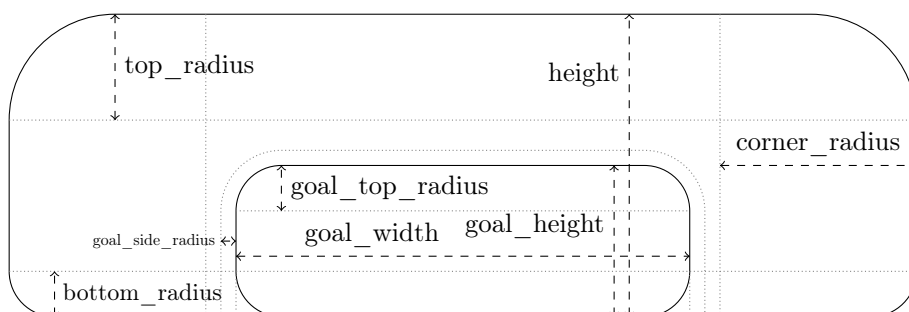 top_radius
height
corner_radius
goal_top_radius
goal_height
goal_width
goal_side_radius
bottom_radius